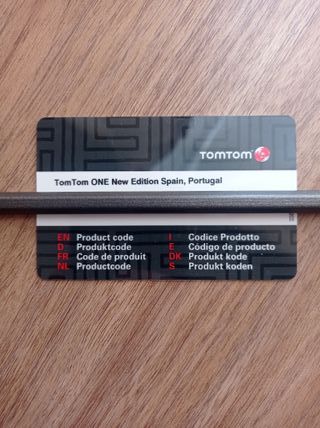 TOMTOM
TomTom ONE New Edition Spain, Portugal
EN Product code
D Produktcode
FR Code de produit
NL Productcode
I Codice Prodotto
E Código de producto
DK Produkt kode
S Produkt koden